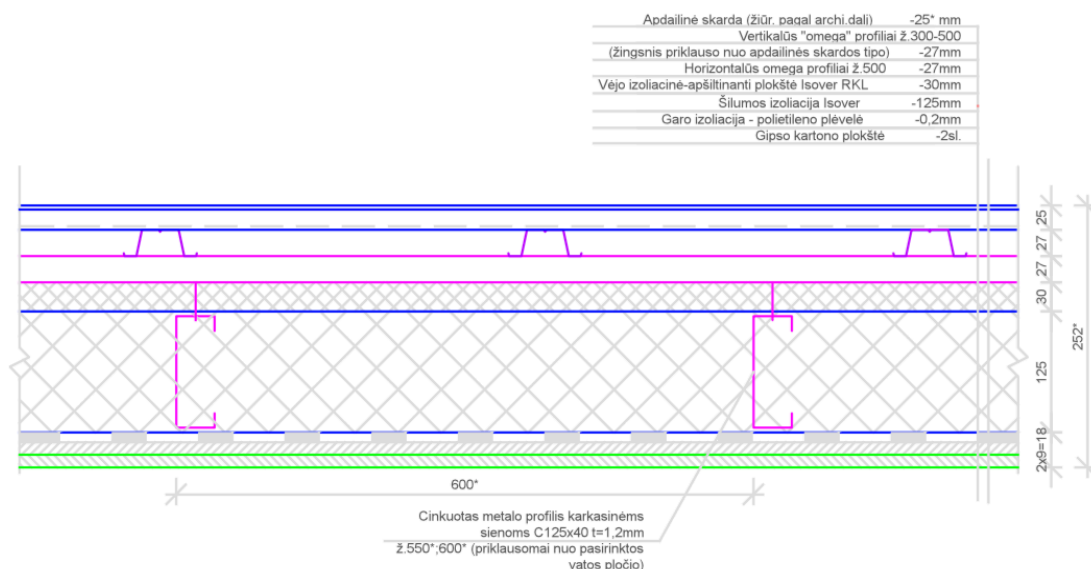 Apdailinė skarda (žiūr. pagal archi.dalį) -25* mm
Vertikalūs "omega" profiliai ž.300-500
(žingsnis priklauso nuo apdailinės skardos tipo) -27mm
Horizontalūs omega profiliai ž.500 -27mm
Vėjo izoliacinė-apšiltinanti plokštė Isover RKL -30mm
Šilumos izoliacija Isover -125mm
Garo izoliacija - polietileno plėvelė -0,2mm
Gipso kartono plokštė -2sl.
25
27
27
30
125
2x9=18
252*
600*
Cinkuotas metalo profilis karkasinėms
sienoms C125x40 t=1,2mm
ž.550*;600* (priklausomai nuo pasirinktos
vatos pločio)